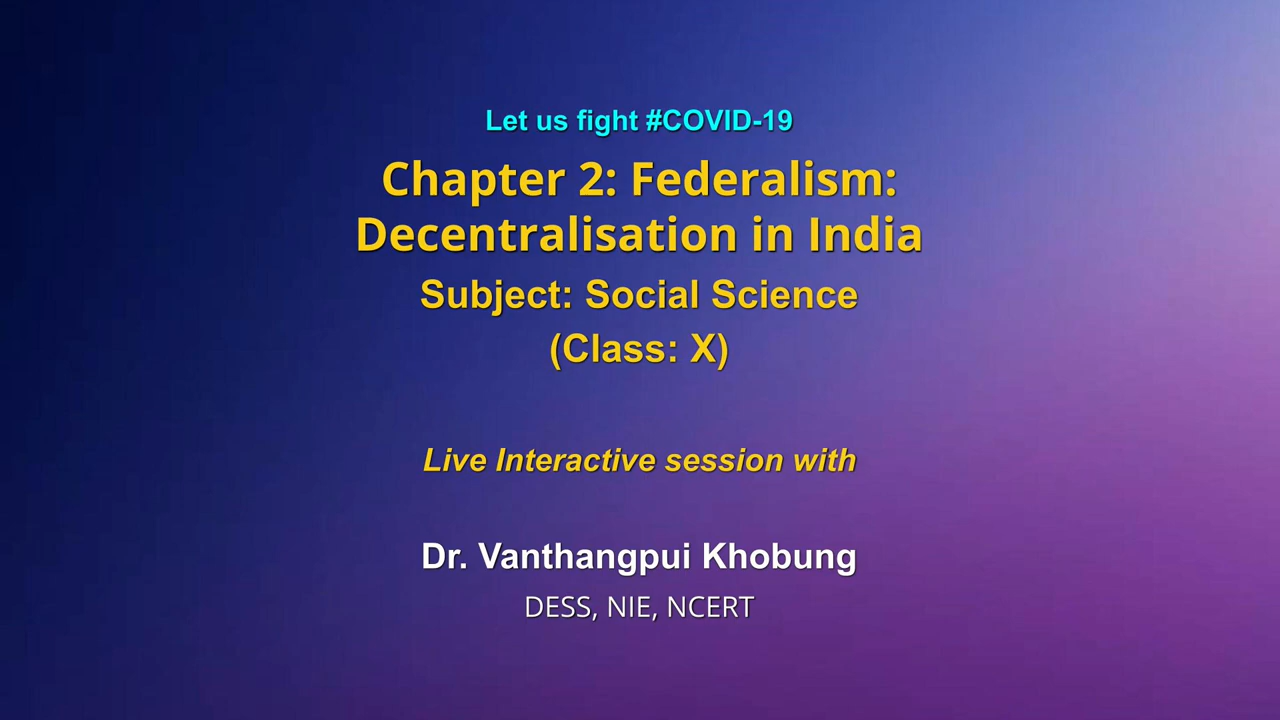 Let us fight #COVID-19
Chapter 2: Federalism:
Decentralisation in India
Subject: Social Science
(Class: X)
Live Interactive session with
Dr. Vanthangpui Khobung
DESS, NIE, NCERT